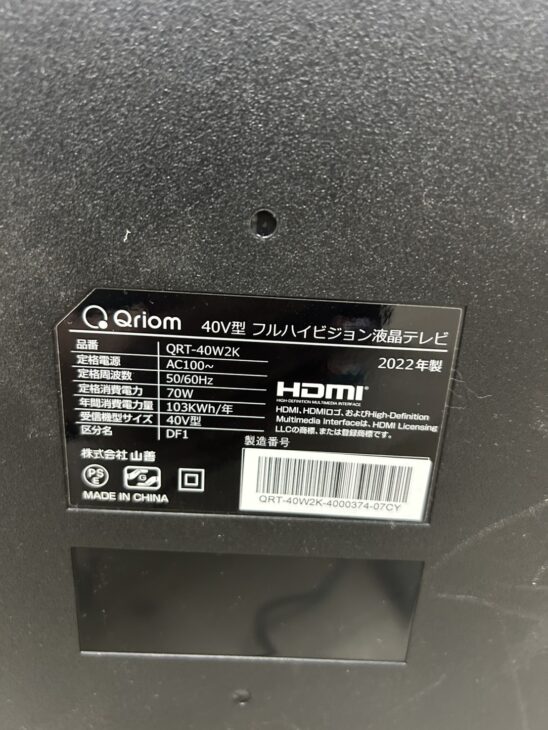 Qriom 40V型 フルハイビジョン液晶テレビ
品番 QRT-40W2K
定格電源 AC100~
定格周波数 50/60Hz
定格消費電力 70W
年間消費電力量 103KWh/年
受信機型サイズ 40V型
区分名 DF1
2022年製
HDMI®
HIGH-DEFINITION MULTIMEDIA INTERFACE
HDMI、HDMIロゴ、およびHigh-Definition
Multimedia Interfaceは、HDMI Licensing
LLCの商標、または登録商標です。
製造番号
QRT-40W2K-4000374-07CY
株式会社 山善
PS
E
G
MADE IN CHINA